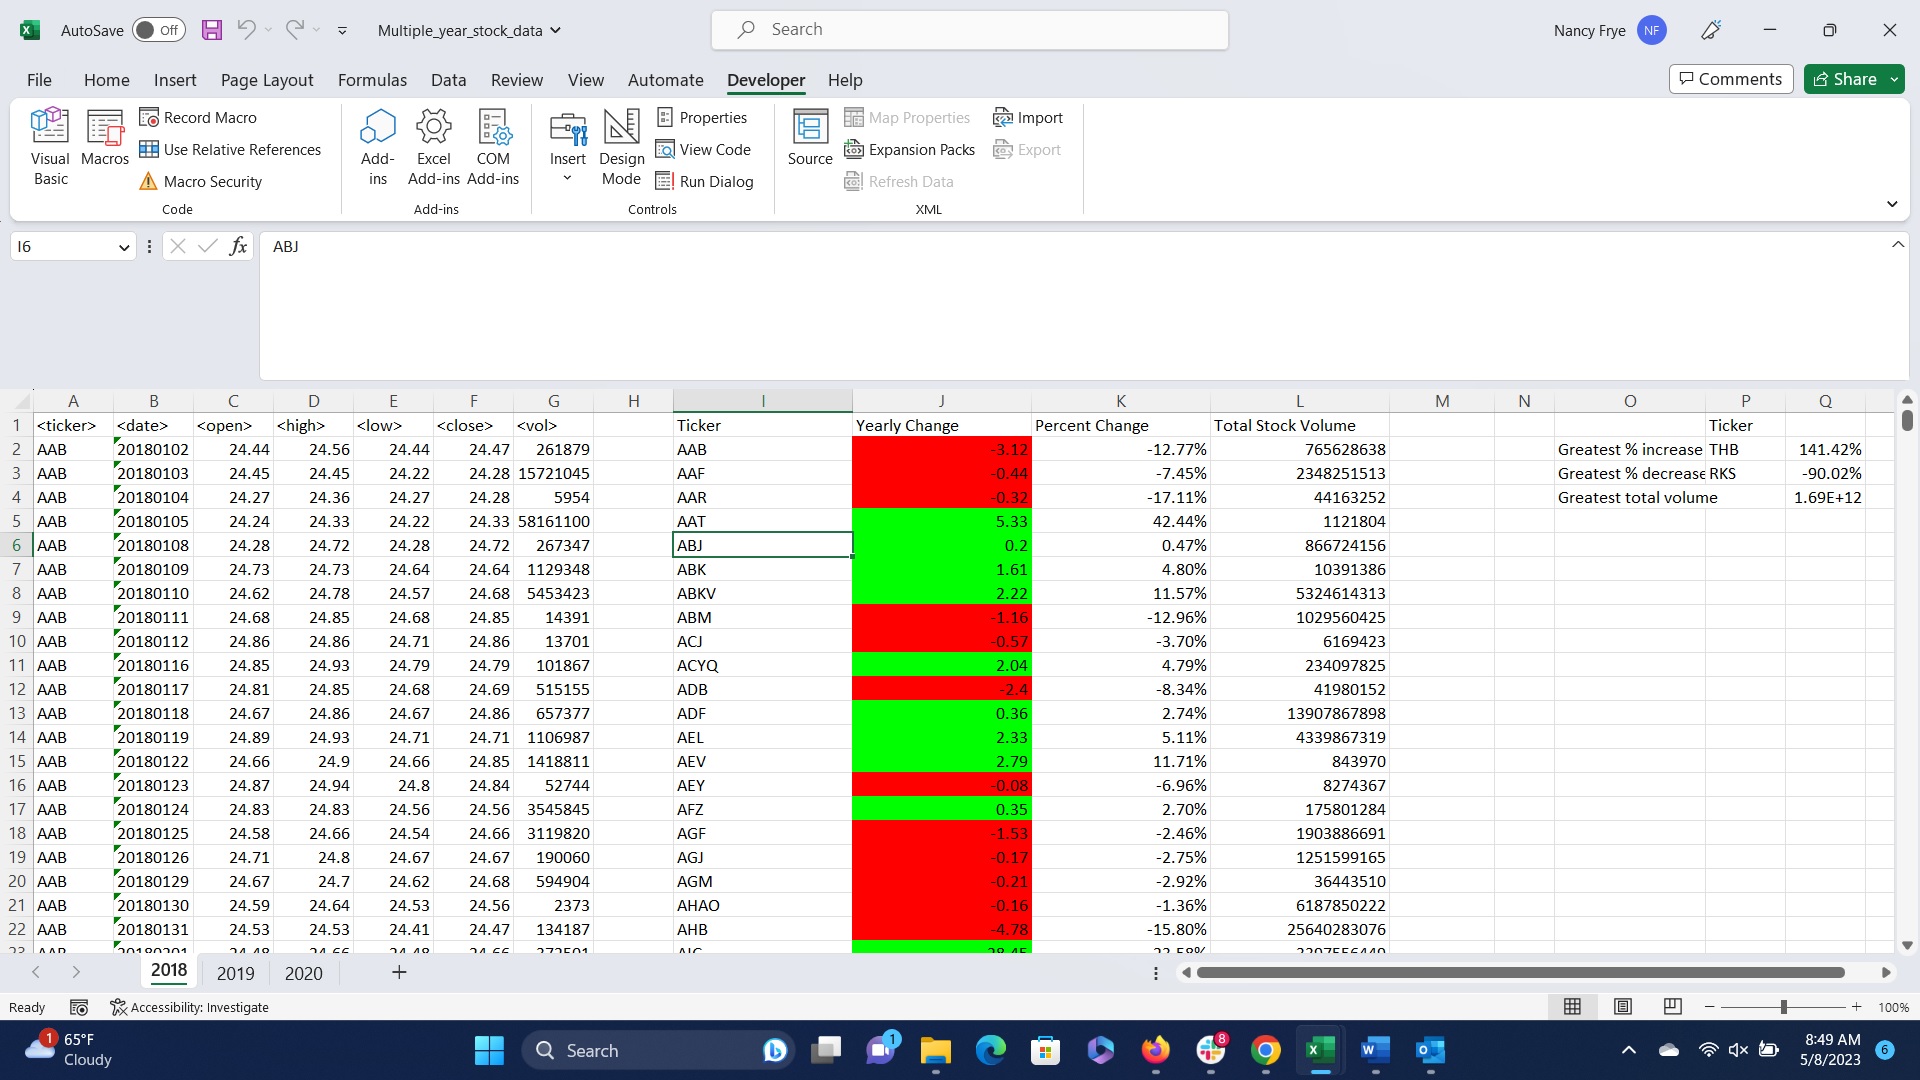 AutoSave Off Multiple_year_stock_data Search Nancy Frye NF
File Home Insert Page Layout Formulas Data Review View Automate Developer Help Comments Share
Visual Basic
Macros
Record Macro
Use Relative References
Macro Security
Code
Add-ins
Excel Add-ins
COM Add-ins
Add-ins
Insert
Design Mode
Properties
View Code
Run Dialog
Controls
Source
Map Properties
Expansion Packs
Refresh Data
Import
Export
XML
I6 fx ABJ
A B C D E F G H I J K L M N O P Q
1 <ticker> <date> <open> <high> <low> <close> <vol> Ticker Yearly Change Percent Change Total Stock Volume Ticker
2 AAB 20180102 24.44 24.56 24.44 24.47 261879 AAB -3.12 -12.77% 765628638 Greatest % increase THB 141.42%
3 AAB 20180103 24.45 24.45 24.22 24.28 15721045 AAF -0.44 -7.45% 2348251513 Greatest % decrease RKS -90.02%
4 AAB 20180104 24.27 24.36 24.27 24.28 5954 AAR -0.32 -17.11% 44163252 Greatest total volume 1.69E+12
5 AAB 20180105 24.24 24.33 24.22 24.33 58161100 AAT 5.33 42.44% 1121804
6 AAB 20180108 24.28 24.72 24.28 24.72 267347 ABJ 0.2 0.47% 866724156
7 AAB 20180109 24.73 24.73 24.64 24.64 1129348 ABK 1.61 4.80% 10391386
8 AAB 20180110 24.62 24.78 24.57 24.68 5453423 ABKV 2.22 11.57% 5324614313
9 AAB 20180111 24.68 24.85 24.68 24.85 14391 ABM -1.16 -12.96% 1029560425
10 AAB 20180112 24.86 24.86 24.71 24.86 13701 ACJ -0.57 -3.70% 6169423
11 AAB 20180116 24.85 24.93 24.79 24.79 101867 ACYQ 2.04 4.79% 234097825
12 AAB 20180117 24.81 24.85 24.68 24.69 515155 ADB -2.4 -8.34% 41980152
13 AAB 20180118 24.67 24.86 24.67 24.86 657377 ADF 0.36 2.74% 13907867898
14 AAB 20180119 24.89 24.93 24.71 24.71 1106987 AEL 2.33 5.11% 4339867319
15 AAB 20180122 24.66 24.9 24.66 24.85 1418811 AEV 2.79 11.71% 843970
16 AAB 20180123 24.87 24.94 24.8 24.84 52744 AEY -0.08 -6.96% 8274367
17 AAB 20180124 24.83 24.83 24.56 24.56 3545845 AFZ 0.35 2.70% 175801284
18 AAB 20180125 24.58 24.66 24.54 24.66 3119820 AGF -1.53 -2.46% 1903886691
19 AAB 20180126 24.71 24.8 24.67 24.67 190060 AGJ -0.17 -2.75% 1251599165
20 AAB 20180129 24.67 24.7 24.62 24.68 594904 AGM -0.21 -2.92% 36443510
21 AAB 20180130 24.59 24.64 24.53 24.56 2373 AHAO -0.16 -1.36% 6187850222
22 AAB 20180131 24.53 24.53 24.41 24.47 134187 AHB -4.78 -15.80% 25640283076
2018 2019 2020
Ready Accessibility: Investigate 100%
1 65°F
Cloudy
Search 1 8
8:49 AM
5/8/2023 6